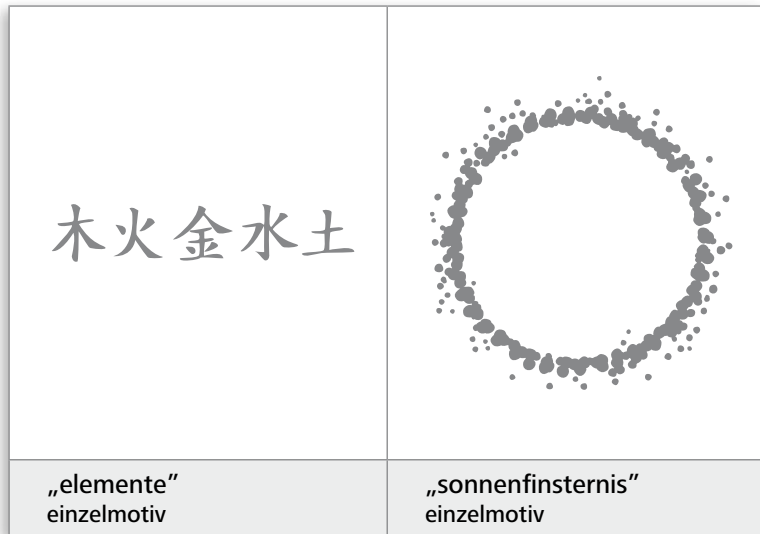 木火金水土
„elemente”
einzelmotiv
„sonnenfinsternis”
einzelmotiv